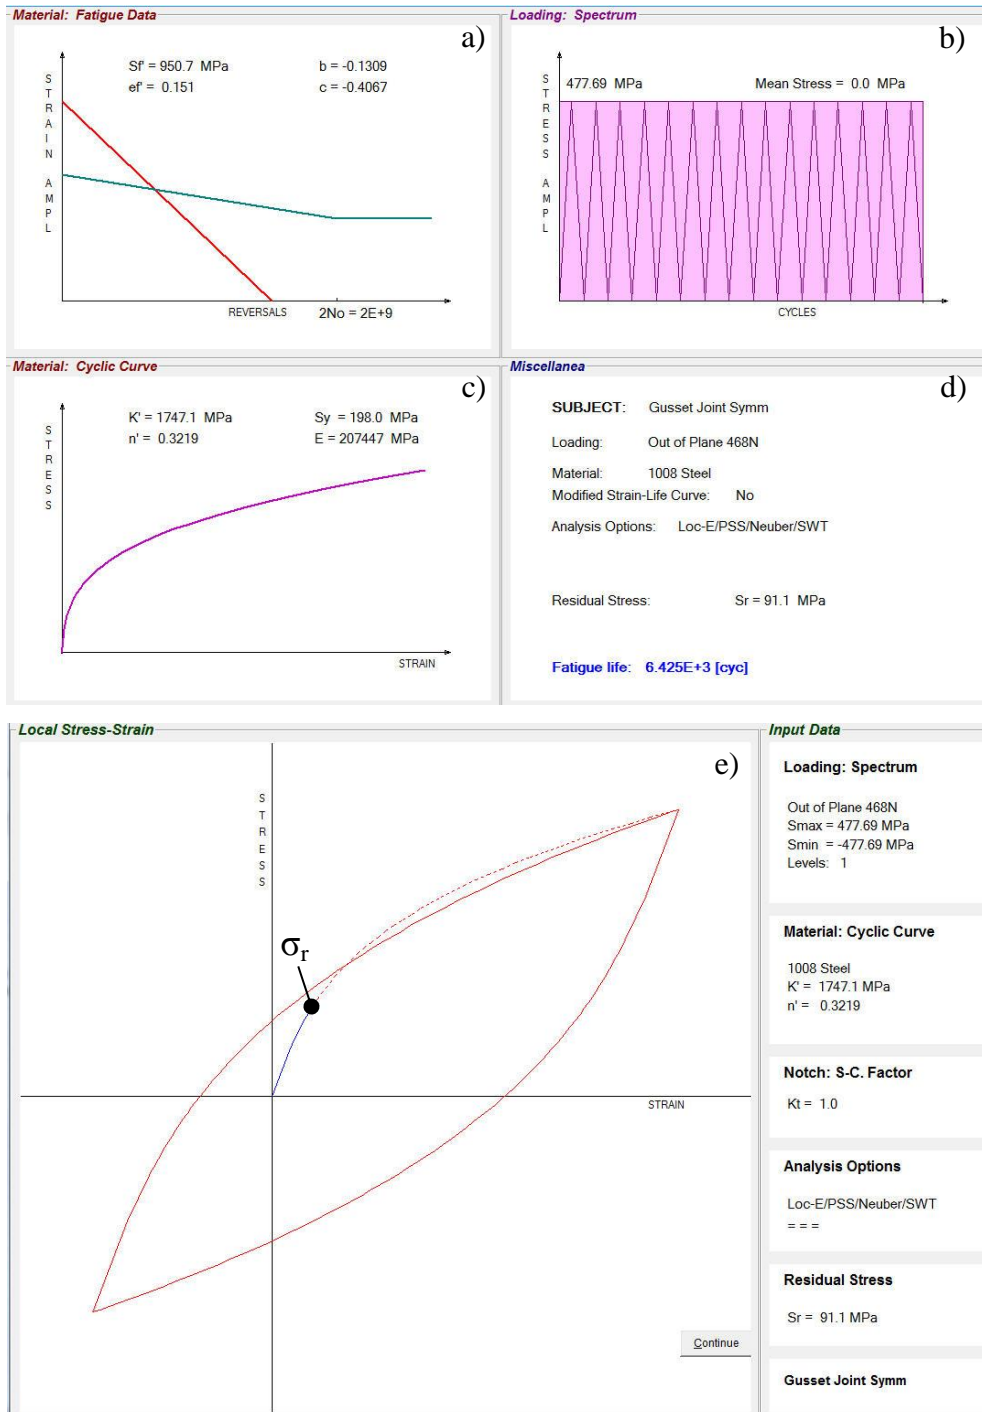 Material: Fatigue Data
a)
Sf' = 950.7 MPa b = -0.1309
ef' = 0.151 c = -0.4067
STRAIN AMPL
REVERSALS 2No = 2E+9
Loading: Spectrum
b)
477.69 MPa Mean Stress = 0.0 MPa
STRESS AMPL
CYCLES
Material: Cyclic Curve
c)
K' = 1747.1 MPa Sy = 198.0 MPa
n' = 0.3219 E = 207447 MPa
STRESS
STRAIN
Miscellanea
d)
SUBJECT: Gusset Joint Symm
Loading: Out of Plane 468N
Material: 1008 Steel
Modified Strain-Life Curve: No
Analysis Options: Loc-E/PSS/Neuber/SWT
Residual Stress: Sr = 91.1 MPa
Fatigue life: 6.425E+3 [cyc]
Local Stress-Strain
e)
STRESS
σr
STRAIN
Continue
Input Data
Loading: Spectrum
Out of Plane 468N
Smax = 477.69 MPa
Smin = -477.69 MPa
Levels: 1
Material: Cyclic Curve
1008 Steel
K' = 1747.1 MPa
n' = 0.3219
Notch: S-C. Factor
Kt = 1.0
Analysis Options
Loc-E/PSS/Neuber/SWT
= = =
Residual Stress
Sr = 91.1 MPa
Gusset Joint Symm